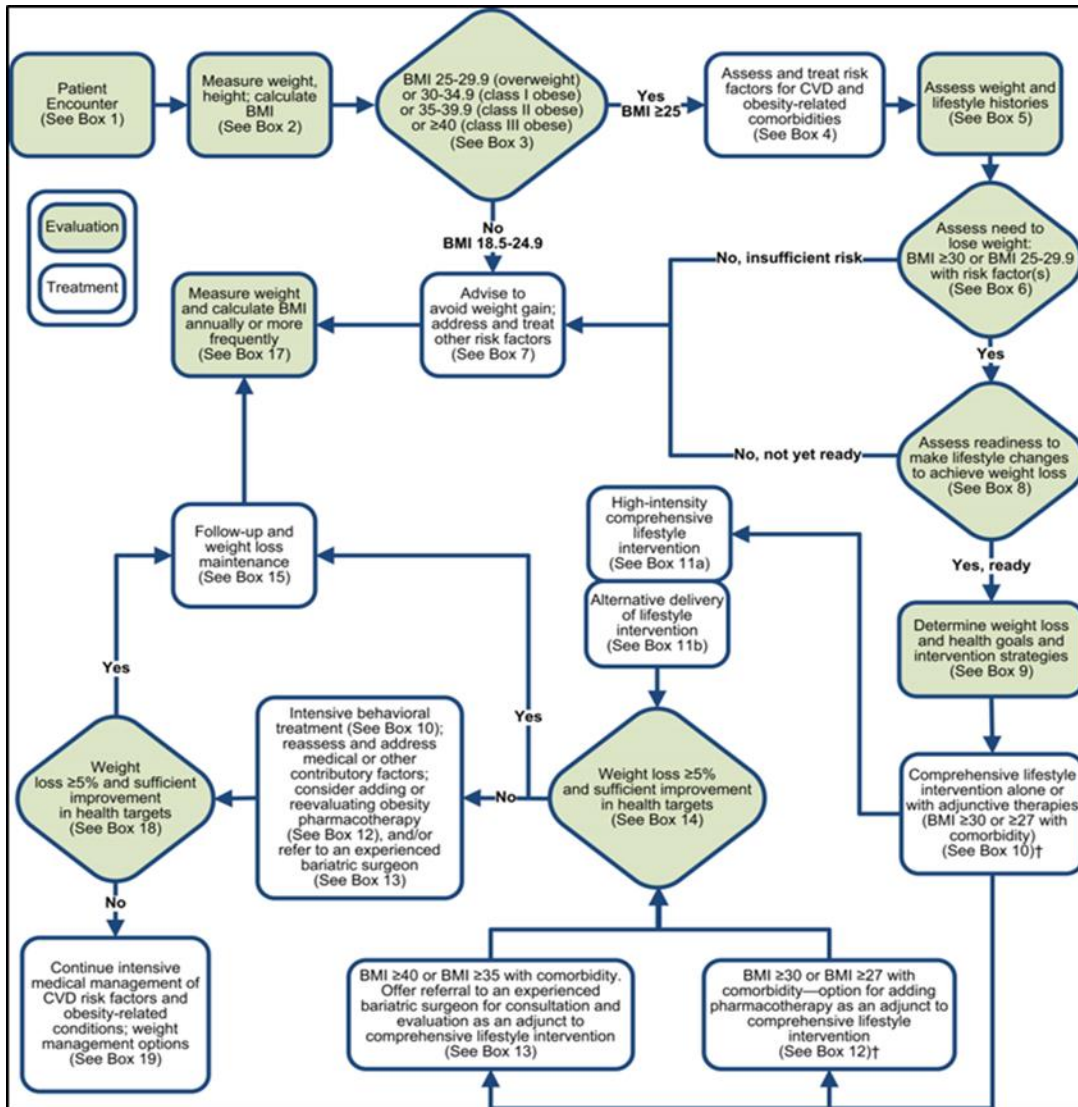 Patient
Encounter
(See Box 1)
Measure weight,
height; calculate
BMI
(See Box 2)
BMI 25-29.9 (overweight)
or 30-34.9 (class I obese)
or 35-39.9 (class II obese)
or ≥40 (class III obese)
(See Box 3)
Yes
BMI ≥25
Assess and treat risk
factors for CVD and
obesity-related
comorbidities
(See Box 4)
Assess weight and
lifestyle histories
(See Box 5)
Evaluation
Treatment
No
BMI 18.5-24.9
Assess need to
lose weight:
BMI ≥30 or BMI 25-29.9
with risk factor(s)
(See Box 6)
No, insufficient risk
Measure weight
and calculate BMI
annually or more
frequently
(See Box 17)
Advise to
avoid weight gain;
address and treat
other risk factors
(See Box 7)
Yes
Assess readiness to
make lifestyle changes
to achieve weight loss
(See Box 8)
No, not yet ready
Yes, ready
High-intensity
comprehensive
lifestyle
intervention
(See Box 11a)
Alternative delivery
of lifestyle
intervention
(See Box 11b)
Follow-up and
weight loss
maintenance
(See Box 15)
Determine weight loss
and health goals and
intervention strategies
(See Box 9)
Yes
Yes
Weight
loss ≥5% and sufficient
improvement
in health targets
(See Box 18)
Intensive behavioral
treatment (See Box 10);
reassess and address
medical or other
contributory factors;
consider adding or
reevaluating obesity
pharmacotherapy
(See Box 12), and/or
refer to an experienced
bariatric surgeon
(See Box 13)
No
Weight loss ≥5%
and sufficient improvement
in health targets
(See Box 14)
Comprehensive lifestyle
intervention alone or
with adjunctive therapies
(BMI ≥30 or ≥27 with
comorbidity)
(See Box 10)†
No
Continue intensive
medical management of
CVD risk factors and
obesity-related
conditions; weight
management options
(See Box 19)
BMI ≥40 or BMI ≥35 with comorbidity.
Offer referral to an experienced
bariatric surgeon for consultation and
evaluation as an adjunct to
comprehensive lifestyle intervention
(See Box 13)
BMI ≥30 or BMI ≥27 with
comorbidity—option for adding
pharmacotherapy as an adjunct to
comprehensive lifestyle
intervention
(See Box 12)†